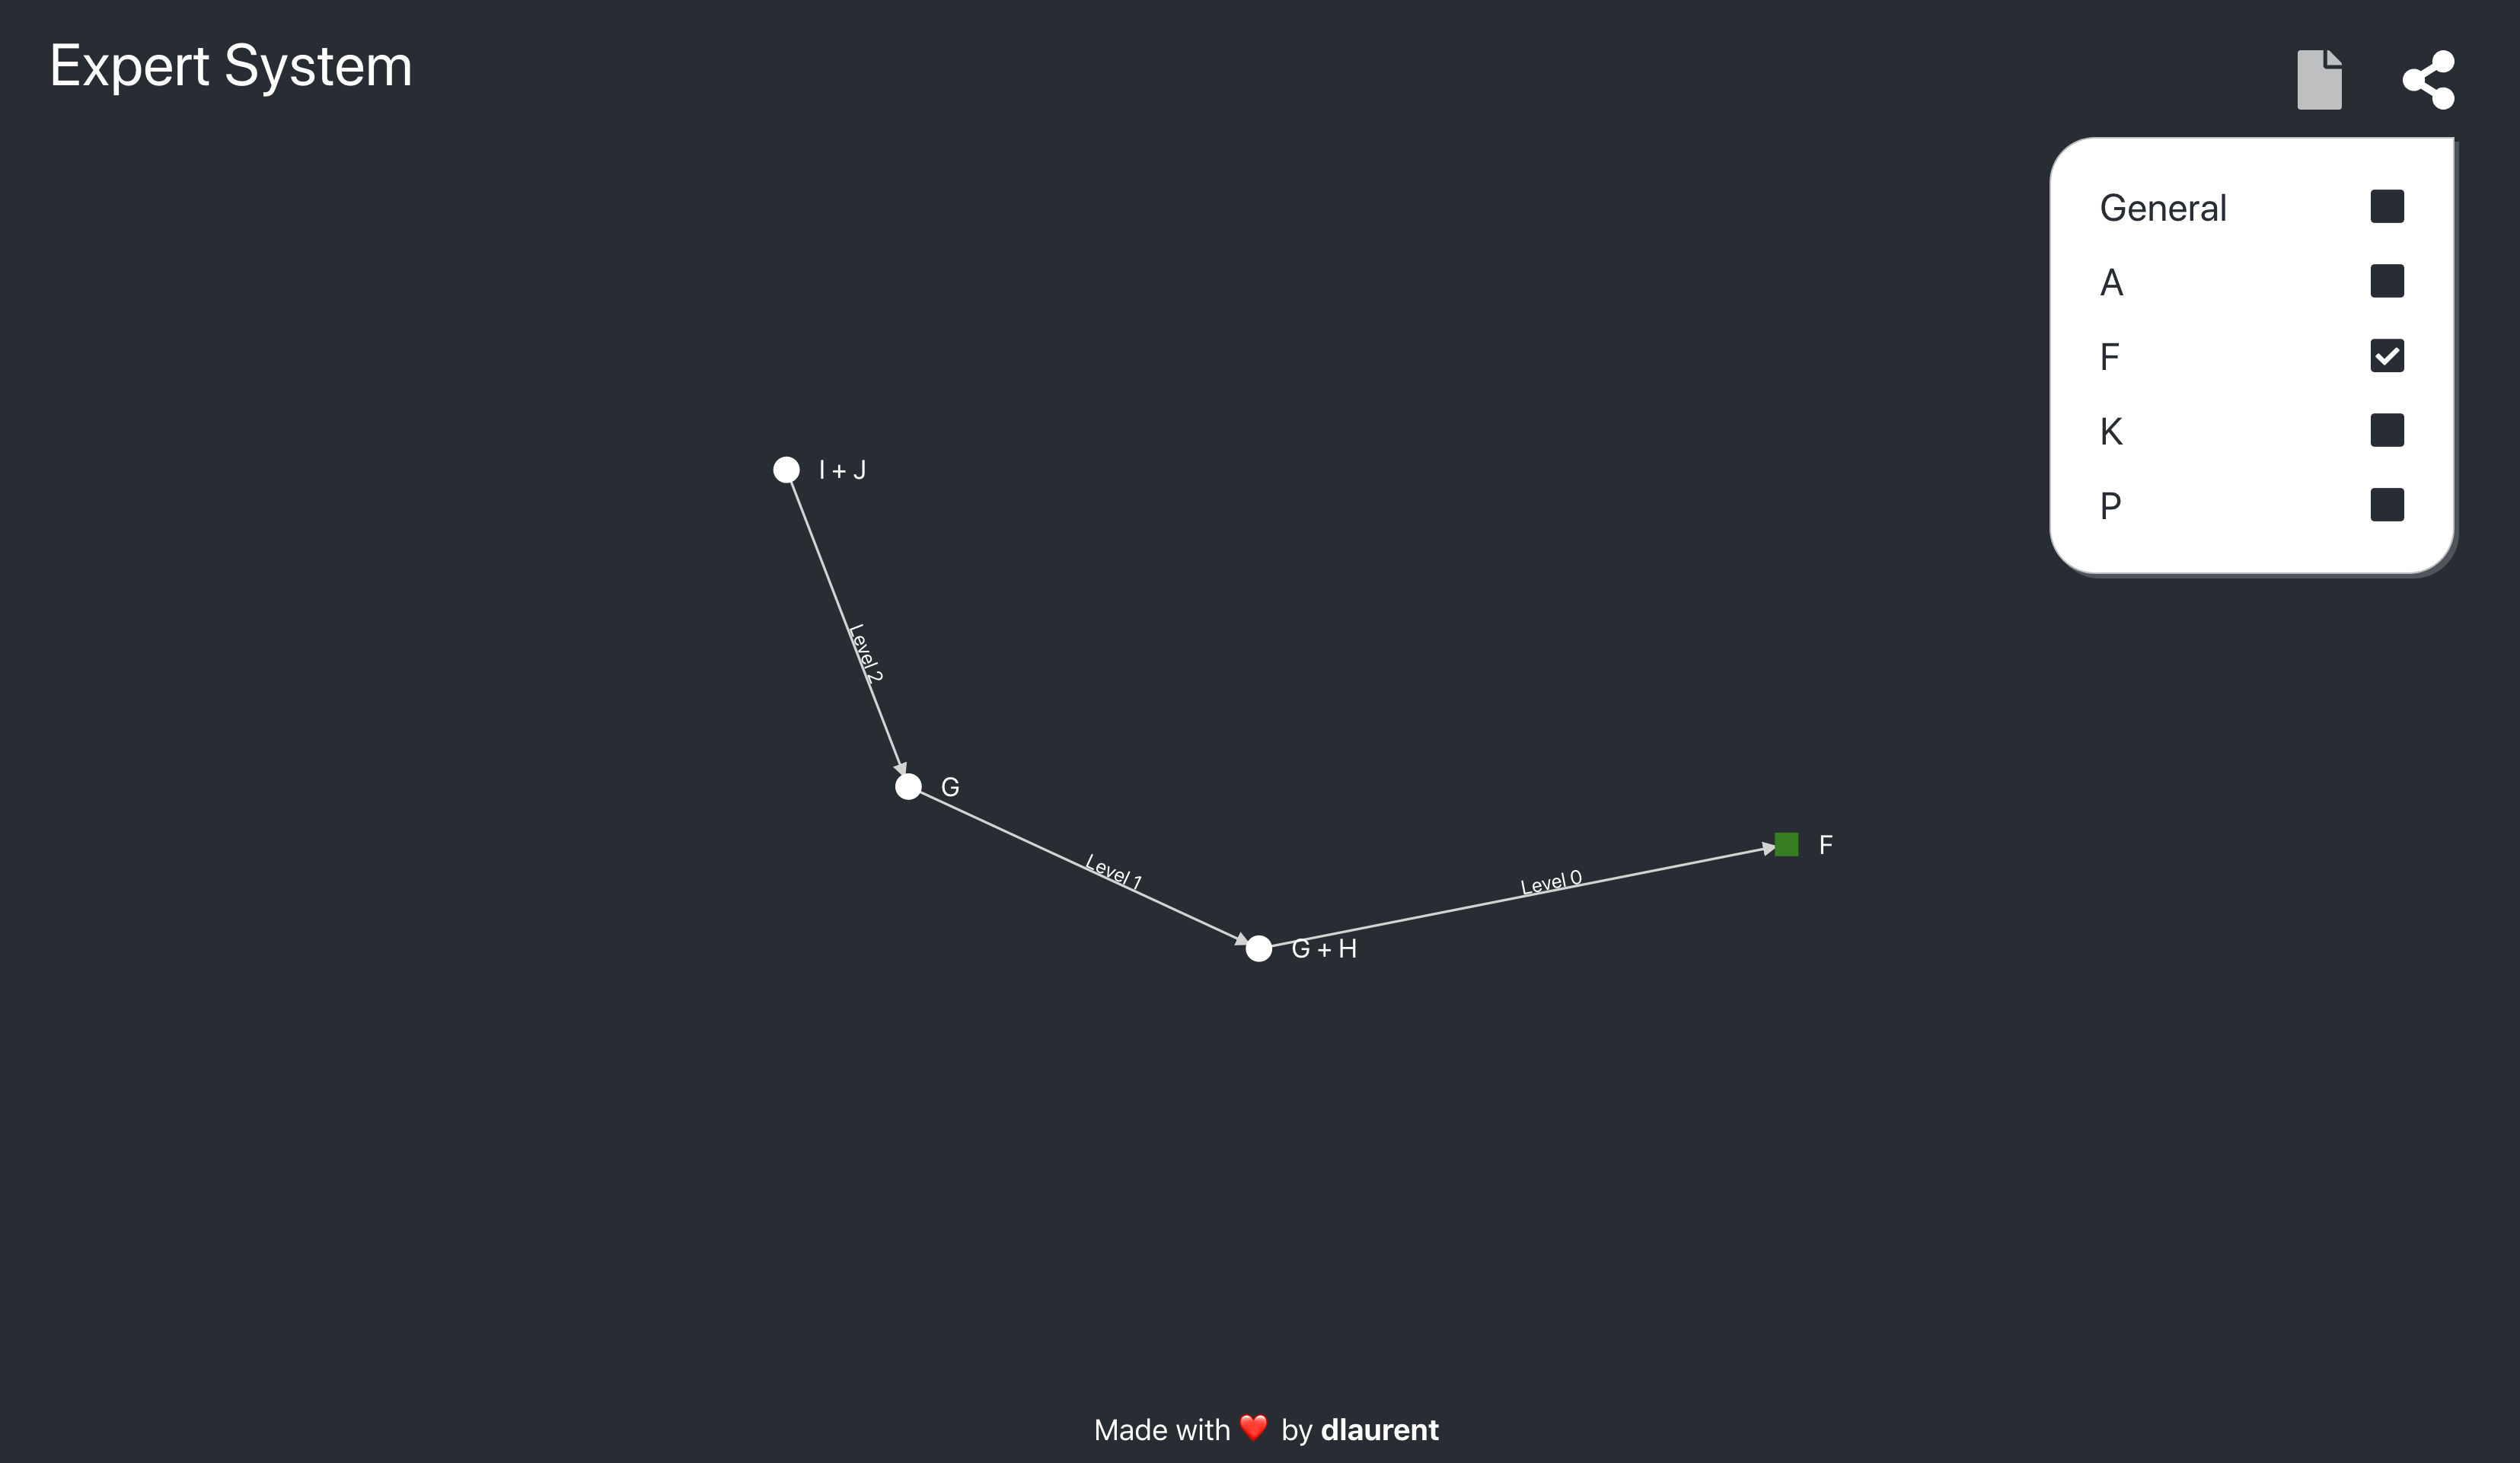 Expert System
General
A
F
K
P
I + J
Level 2
G
Level 1
G + H
Level 0
F
Made with ❤️ by dlaurent